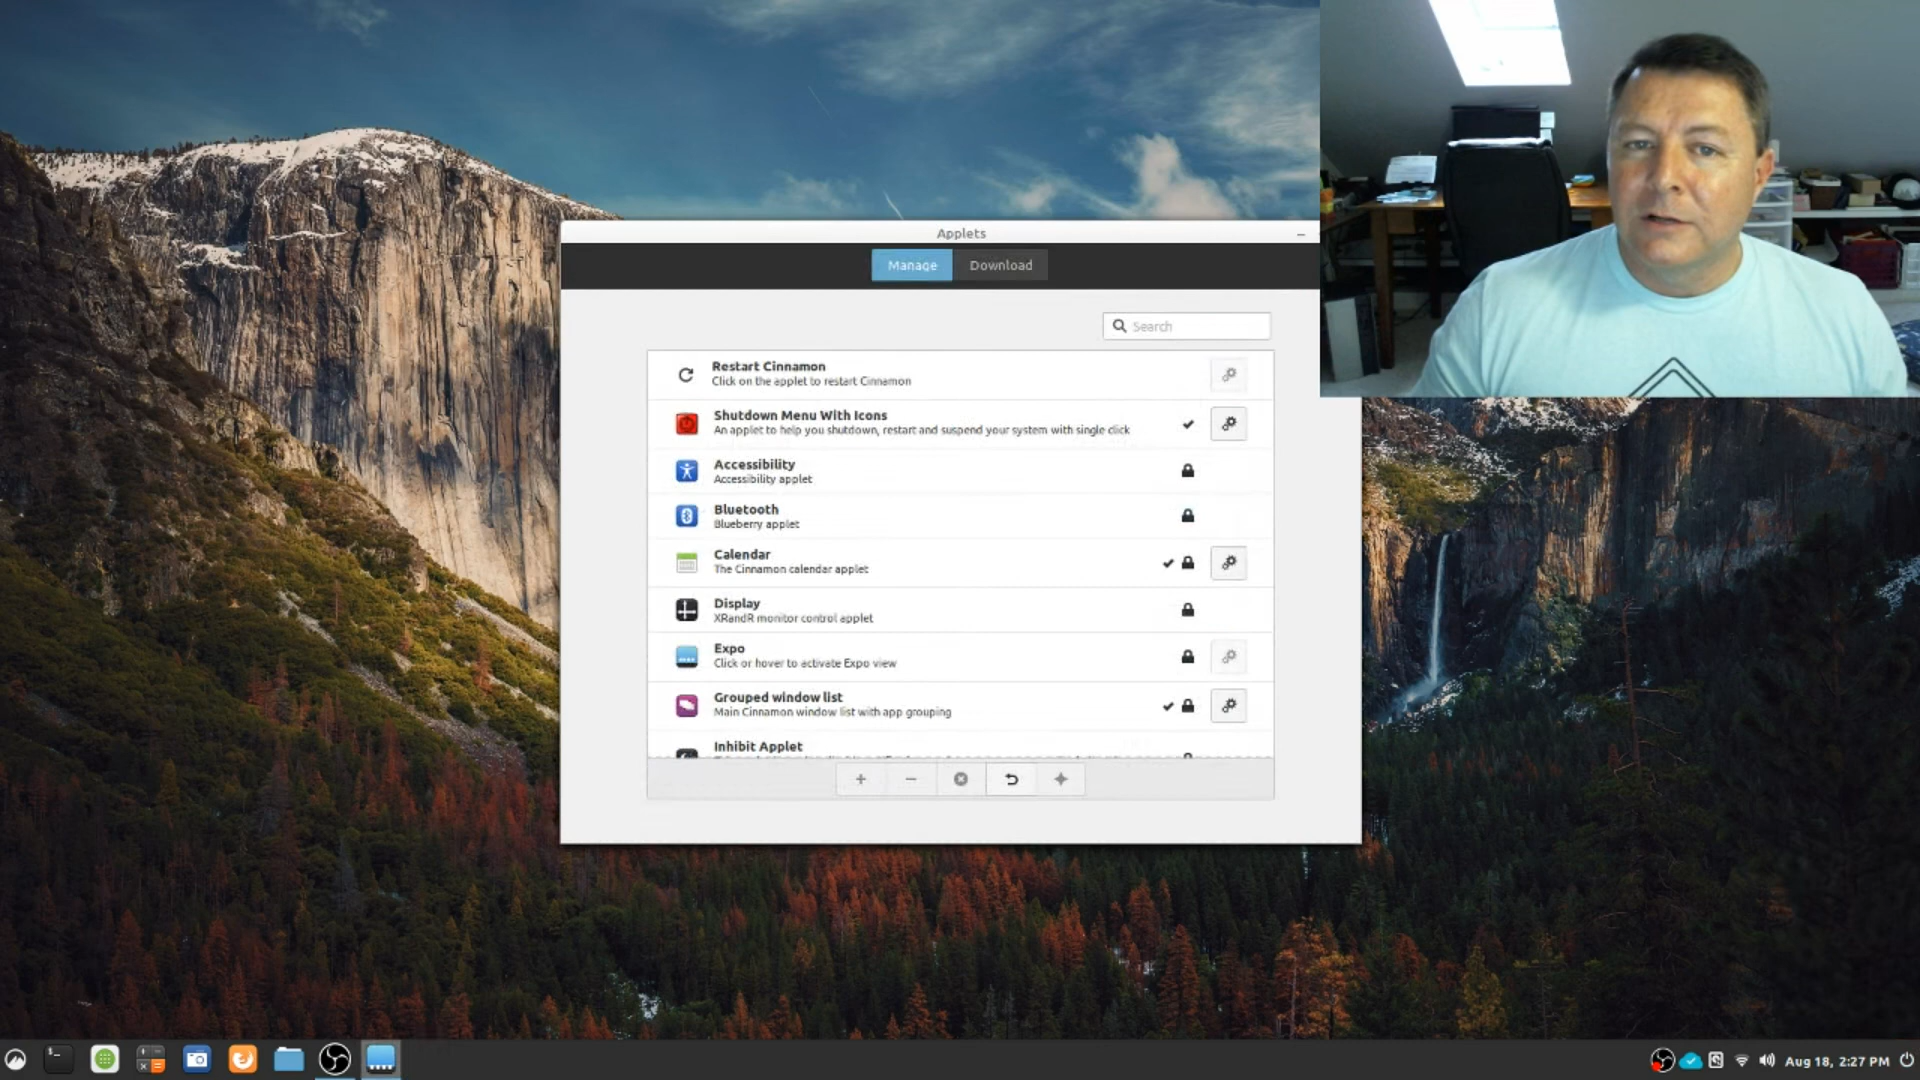 Applets
Manage
Download
Search
Restart Cinnamon
Click on the applet to restart Cinnamon
Shutdown Menu With Icons
An applet to help you shutdown, restart and suspend your system with single click
Accessibility
Accessibility applet
Bluetooth
Blueberry applet
Calendar
The Cinnamon calendar applet
Display
XRandR monitor control applet
Expo
Click or hover to activate Expo view
Grouped window list
Main Cinnamon window list with app grouping
Inhibit Applet
Aug 18, 2:27 PM